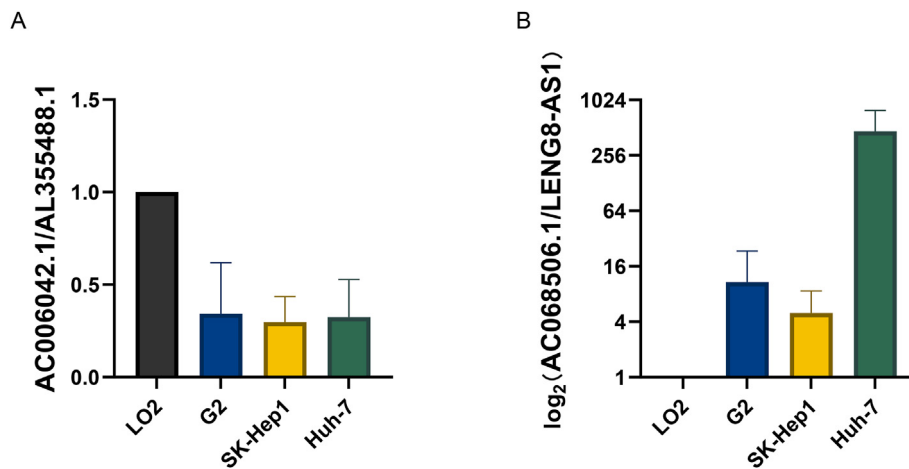 A
AC006042.1/AL355488.1
1.5
1.0
0.5
0.0
LO2
G2
SK-Hep1
Huh-7
B
log₂(AC068506.1/LENG8-AS1)
1024
256
64
16
4
1
LO2
G2
SK-Hep1
Huh-7